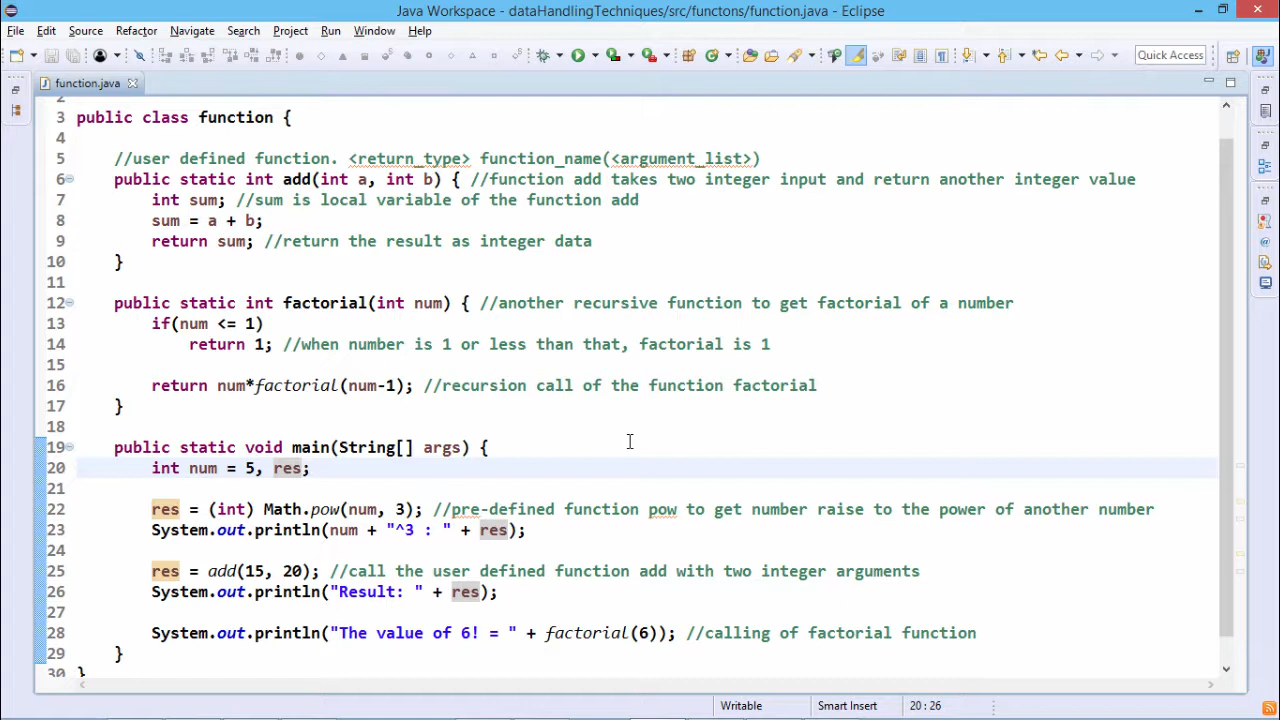 Java Workspace - dataHandlingTechniques/src/functons/function.java - Eclipse
File Edit Source Refactor Navigate Search Project Run Window Help
Quick Access
function.java
2
3 public class function {
4
5 //user defined function. <return_type> function_name(<argument_list>)
6 public static int add(int a, int b) { //function add takes two integer input and return another integer value
7 int sum; //sum is local variable of the function add
8 sum = a + b;
9 return sum; //return the result as integer data
10 }
11
12 public static int factorial(int num) { //another recursive function to get factorial of a number
13 if(num <= 1)
14 return 1; //when number is 1 or less than that, factorial is 1
15
16 return num*factorial(num-1); //recursion call of the function factorial
17 }
18
19 public static void main(String[] args) {
20 int num = 5, res;
21
22 res = (int) Math.pow(num, 3); //pre-defined function pow to get number raise to the power of another number
23 System.out.println(num + "^3 : " + res);
24
25 res = add(15, 20); //call the user defined function add with two integer arguments
26 System.out.println("Result: " + res);
27
28 System.out.println("The value of 6! = " + factorial(6)); //calling of factorial function
29 }
30 }
Writable Smart Insert 20 : 26